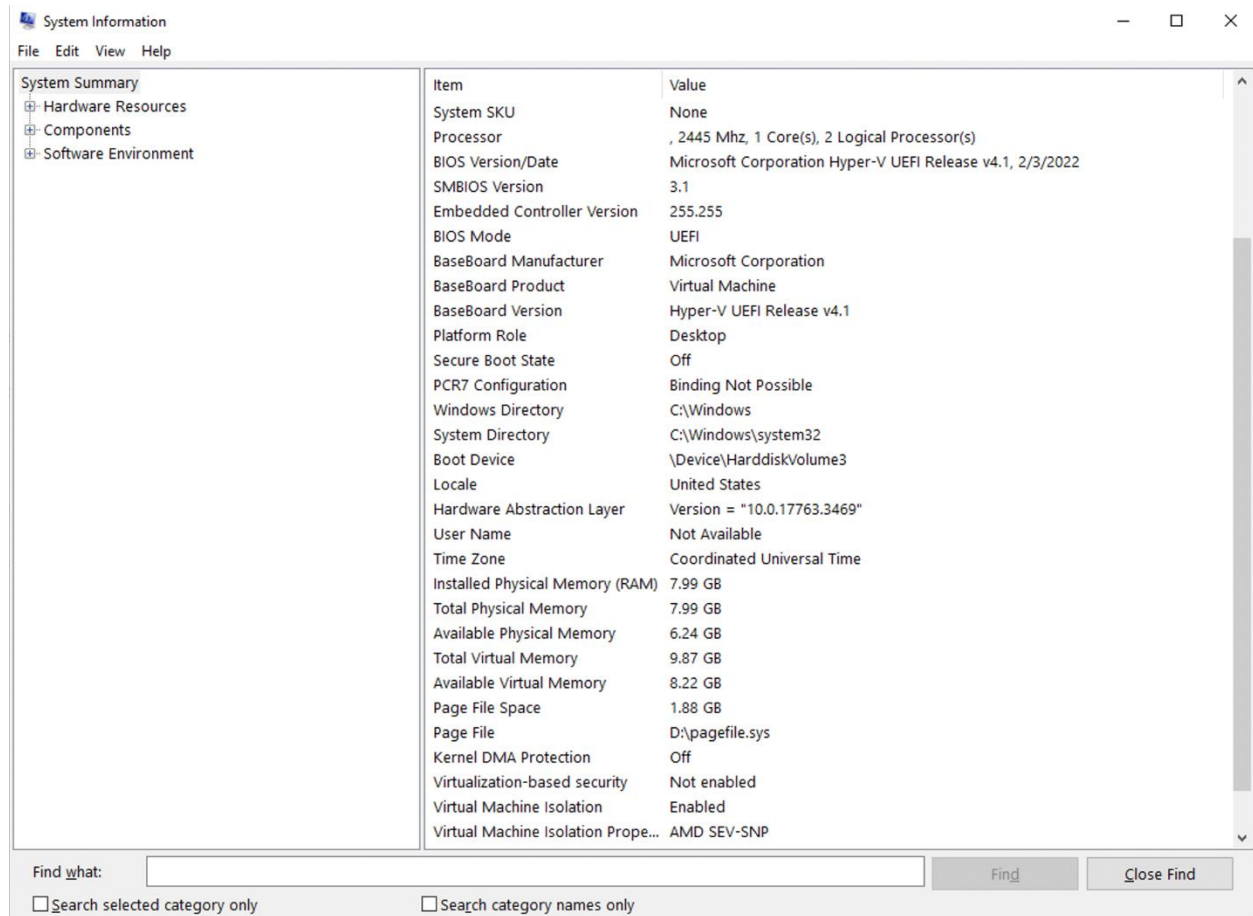 System Information
File Edit View Help
System Summary
Hardware Resources
Components
Software Environment
Item Value
System SKU None
Processor , 2445 Mhz, 1 Core(s), 2 Logical Processor(s)
BIOS Version/Date Microsoft Corporation Hyper-V UEFI Release v4.1, 2/3/2022
SMBIOS Version 3.1
Embedded Controller Version 255.255
BIOS Mode UEFI
BaseBoard Manufacturer Microsoft Corporation
BaseBoard Product Virtual Machine
BaseBoard Version Hyper-V UEFI Release v4.1
Platform Role Desktop
Secure Boot State Off
PCR7 Configuration Binding Not Possible
Windows Directory C:\Windows
System Directory C:\Windows\system32
Boot Device \Device\HarddiskVolume3
Locale United States
Hardware Abstraction Layer Version = "10.0.17763.3469"
User Name Not Available
Time Zone Coordinated Universal Time
Installed Physical Memory (RAM) 7.99 GB
Total Physical Memory 7.99 GB
Available Physical Memory 6.24 GB
Total Virtual Memory 9.87 GB
Available Virtual Memory 8.22 GB
Page File Space 1.88 GB
Page File D:\pagefile.sys
Kernel DMA Protection Off
Virtualization-based security Not enabled
Virtual Machine Isolation Enabled
Virtual Machine Isolation Prope... AMD SEV-SNP
Find what: Find Close Find
Search selected category only Search category names only